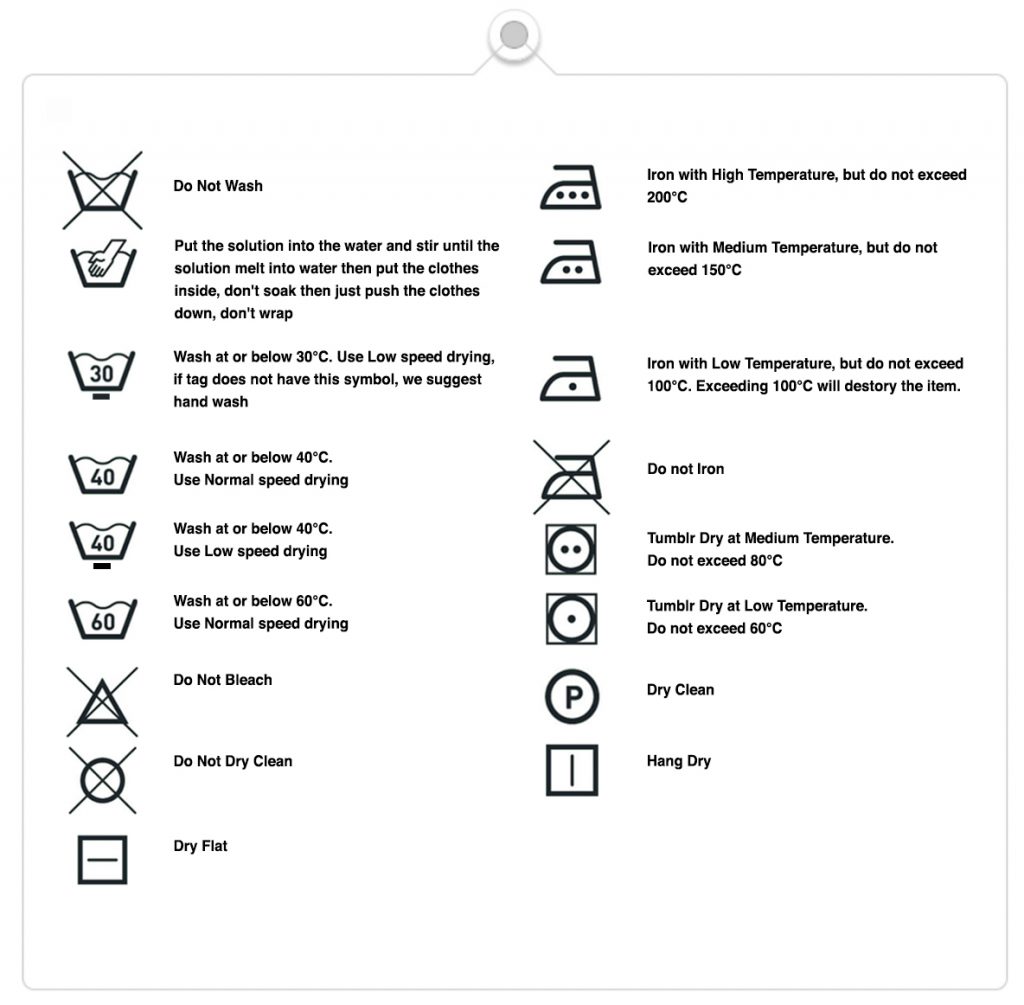 Do Not Wash
Put the solution into the water and stir until the
solution melt into water then put the clothes
inside, don't soak then just push the clothes
down, don't wrap
30
Wash at or below 30°C. Use Low speed drying,
if tag does not have this symbol, we suggest
hand wash
40
Wash at or below 40°C.
Use Normal speed drying
40
Wash at or below 40°C.
Use Low speed drying
60
Wash at or below 60°C.
Use Normal speed drying
Do Not Bleach
Do Not Dry Clean
Dry Flat
Iron with High Temperature, but do not exceed
200°C
Iron with Medium Temperature, but do not
exceed 150°C
Iron with Low Temperature, but do not exceed
100°C. Exceeding 100°C will destory the item.
Do not Iron
Tumblr Dry at Medium Temperature.
Do not exceed 80°C
Tumblr Dry at Low Temperature.
Do not exceed 60°C
P
Dry Clean
Hang Dry